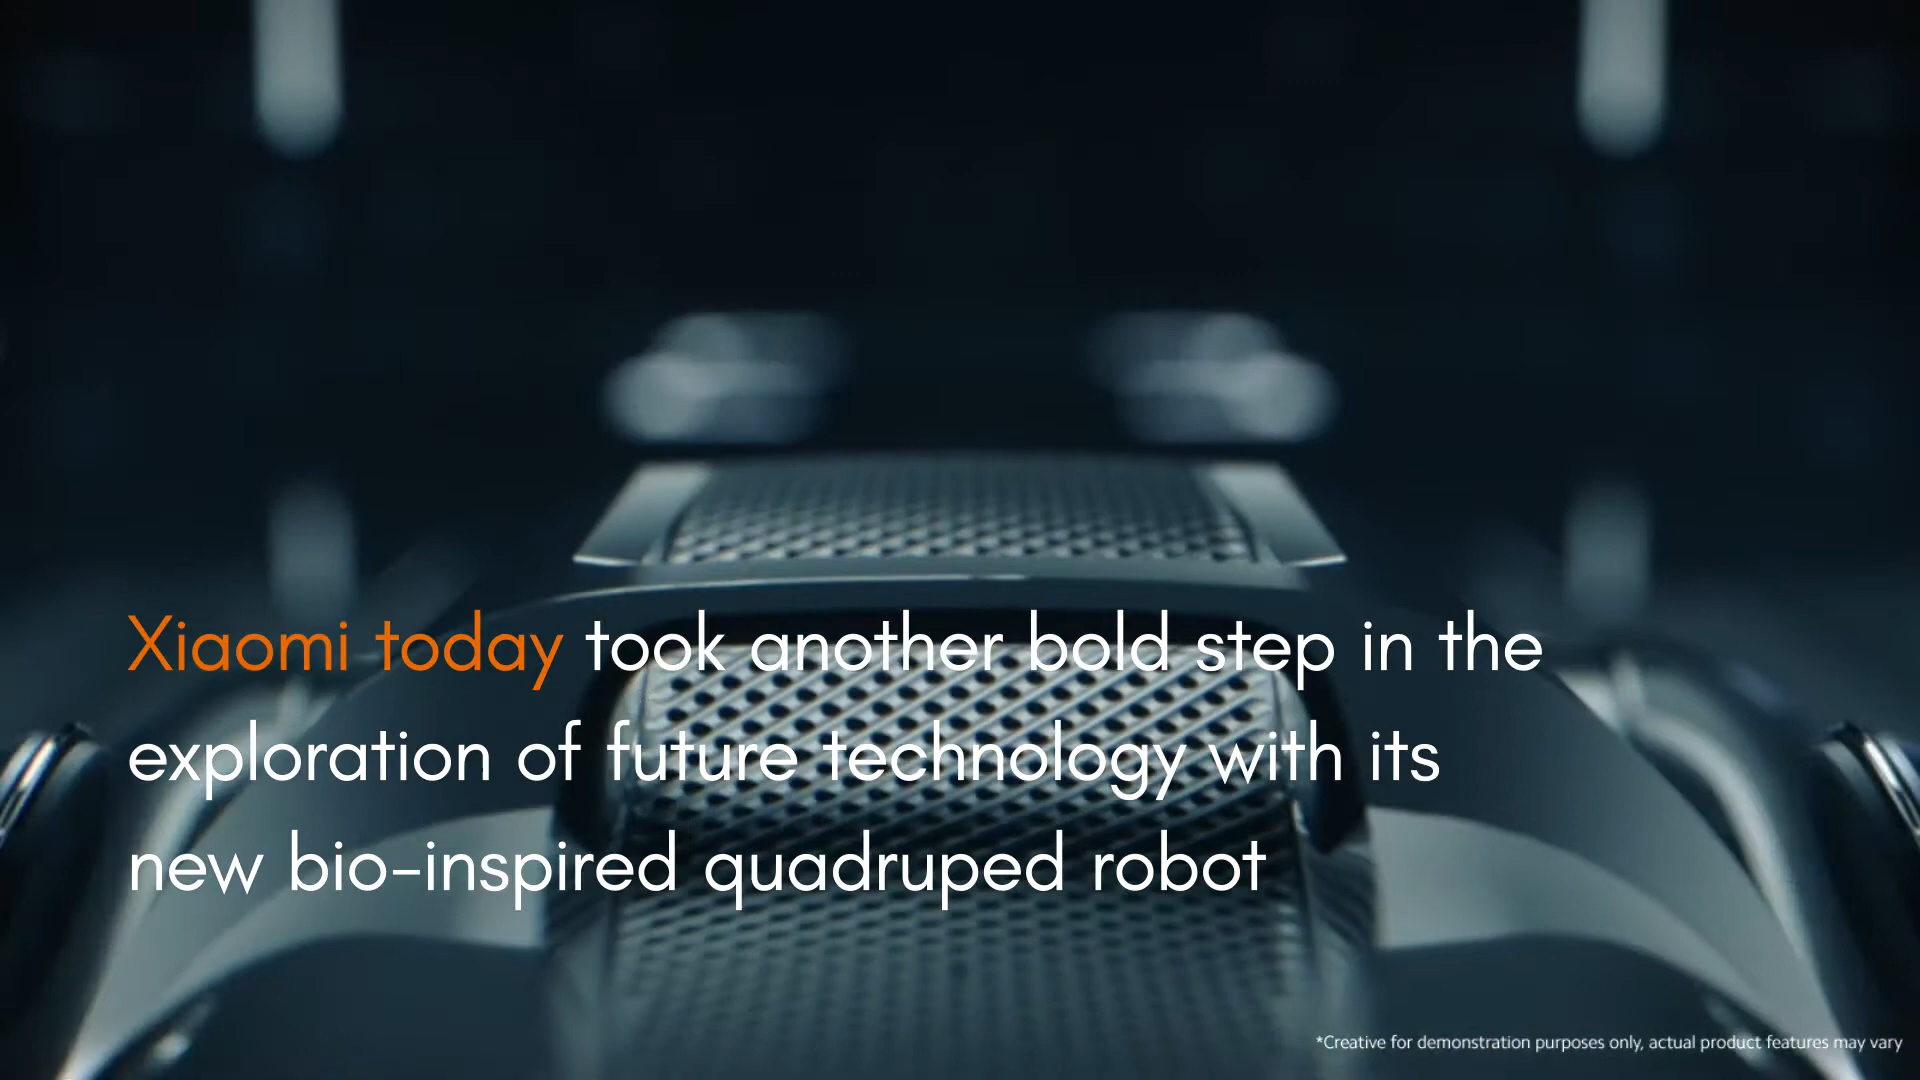 Xiaomi today took another bold step in the
exploration of future technology with its
new bio-inspired quadruped robot
*Creative for demonstration purposes only, actual product features may vary